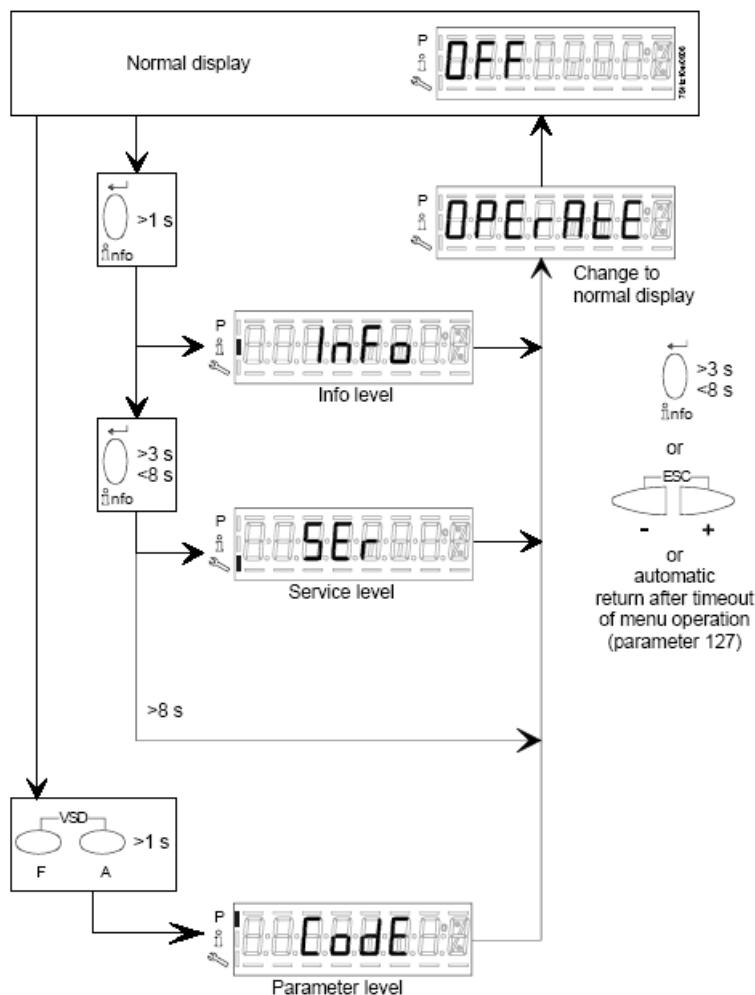 P
OFF
Normal display
7541z10e/0906
>1 s
info
P
OPErAtE
Change to
normal display
P
InFo
Info level
>3 s
<8 s
info
>3 s
<8 s
info
or
ESC
- +
or
automatic
return after timeout
of menu operation
(parameter 127)
P
SEr
Service level
>8 s
VSD
>1 s
F A
P
CodE
Parameter level